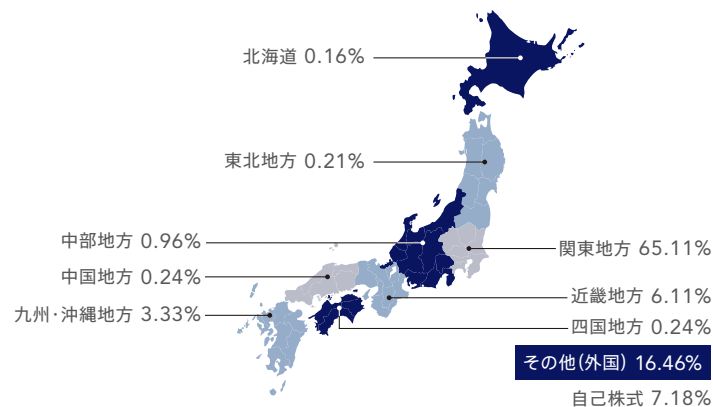 北海道 0.16%
東北地方 0.21%
中部地方 0.96%
関東地方 65.11%
中国地方 0.24%
近畿地方 6.11%
九州・沖縄地方 3.33%
四国地方 0.24%
その他(外国) 16.46%
自己株式 7.18%